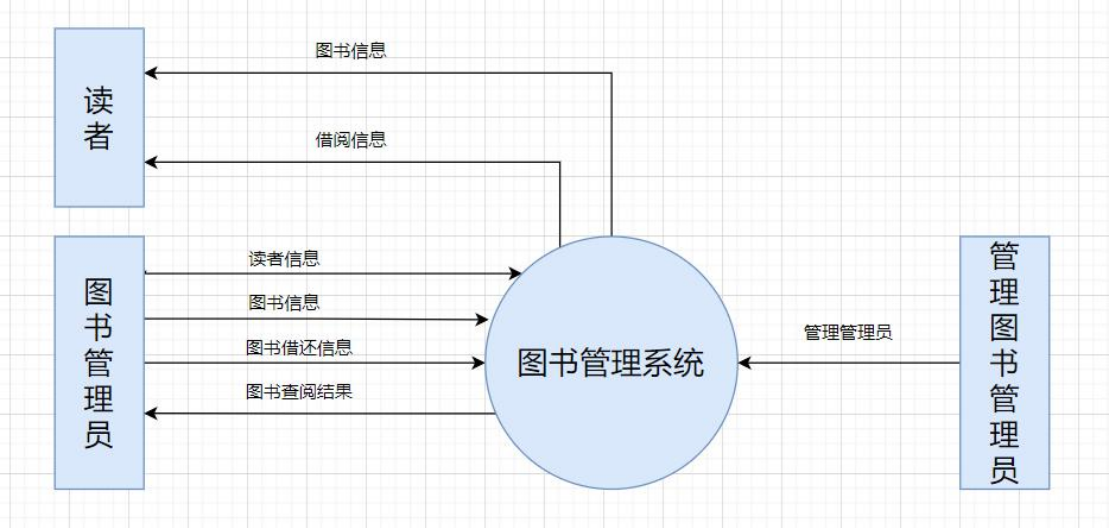 图书信息
读者
借阅信息
读者信息
图书信息
图书借还信息
图书查阅结果
图书管理员
图书管理系统
管理管理员
管理图书管理员